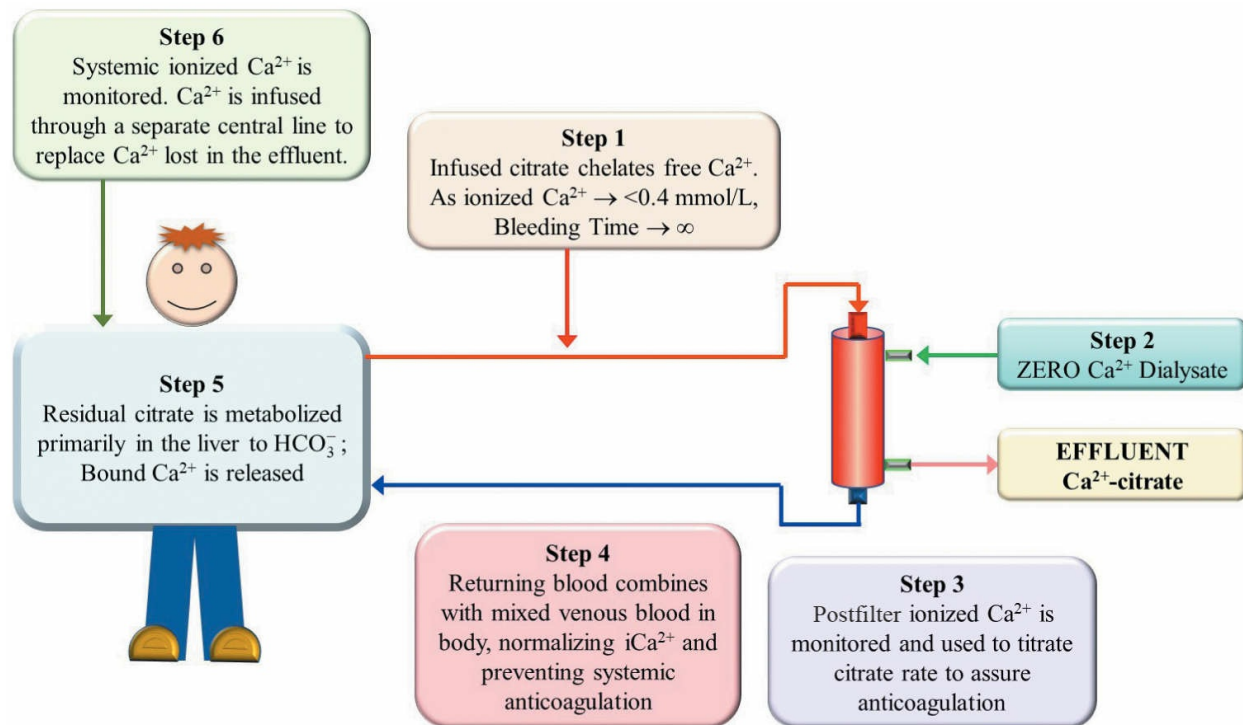 Step 6
Systemic ionized Ca²⁺ is
monitored. Ca²⁺ is infused
through a separate central line to
replace Ca²⁺ lost in the effluent.
Step 1
Infused citrate chelates free Ca²⁺.
As ionized Ca²⁺ → <0.4 mmol/L,
Bleeding Time → ∞
Step 2
ZERO Ca²⁺ Dialysate
Step 5
Residual citrate is metabolized
primarily in the liver to HCO₃⁻;
Bound Ca²⁺ is released
EFFLUENT
Ca²⁺-citrate
Step 4
Returning blood combines
with mixed venous blood in
body, normalizing iCa²⁺ and
preventing systemic
anticoagulation
Step 3
Postfilter ionized Ca²⁺ is
monitored and used to titrate
citrate rate to assure
anticoagulation